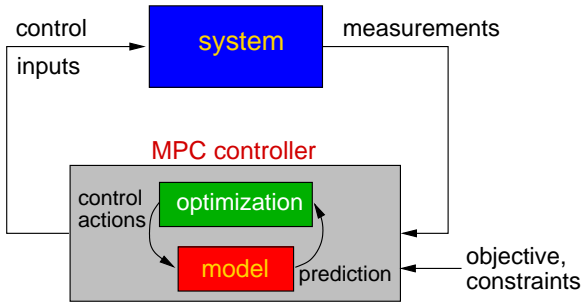 control
inputs
system
measurements
MPC controller
control
actions
optimization
model
prediction
objective,
constraints